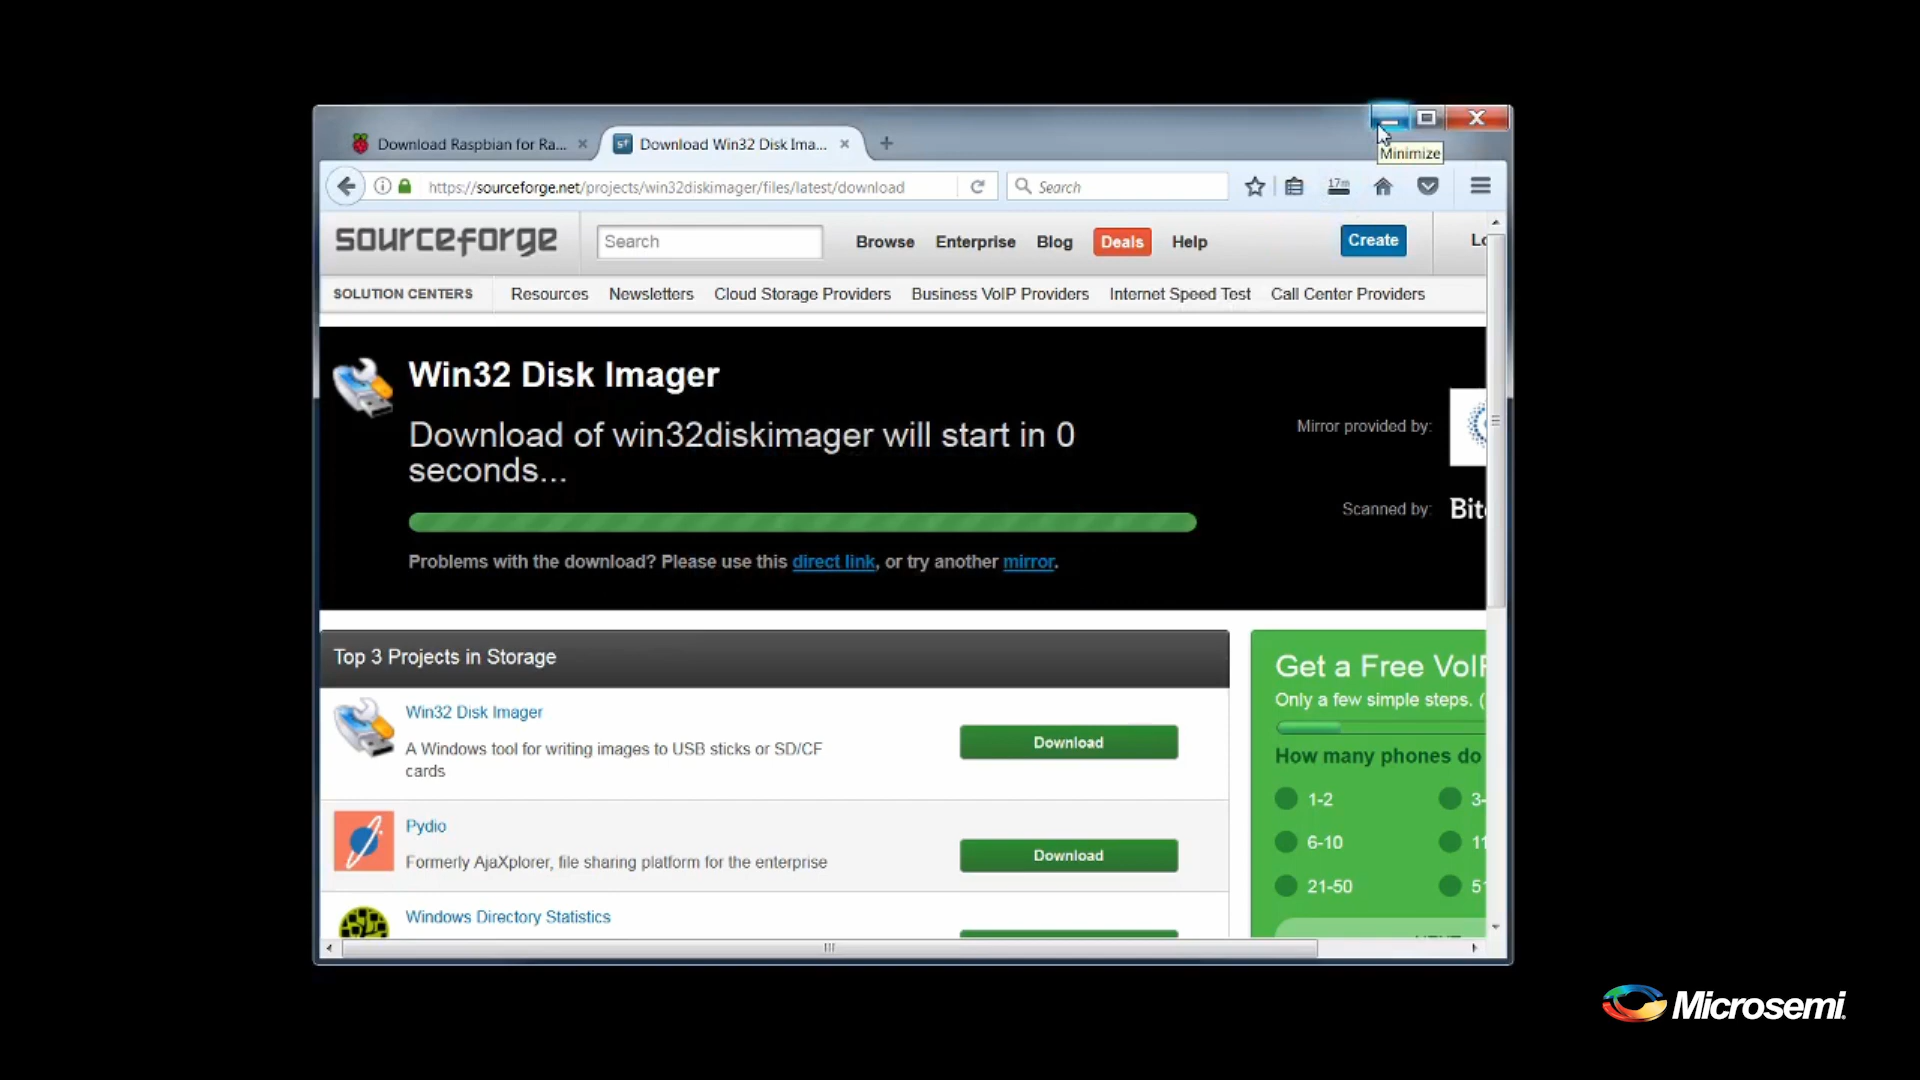 Download Raspbian for Ra...
Download Win32 Disk Ima...
Minimize
https://sourceforge.net/projects/win32diskimager/files/latest/download
Search
17m
sourceforge
Search
Browse
Enterprise
Blog
Deals
Help
Create
SOLUTION CENTERS
Resources
Newsletters
Cloud Storage Providers
Business VoIP Providers
Internet Speed Test
Call Center Providers
Win32 Disk Imager
Download of win32diskimager will start in 0
seconds...
Mirror provided by:
Scanned by:
Problems with the download? Please use this direct link, or try another mirror.
Top 3 Projects in Storage
Win32 Disk Imager
A Windows tool for writing images to USB sticks or SD/CF
cards
Download
Pydio
Formerly AjaXplorer, file sharing platform for the enterprise
Download
Windows Directory Statistics
Get a Free
Only a few simple steps. (
How many phones do
1-2
6-10
21-50
Microsemi